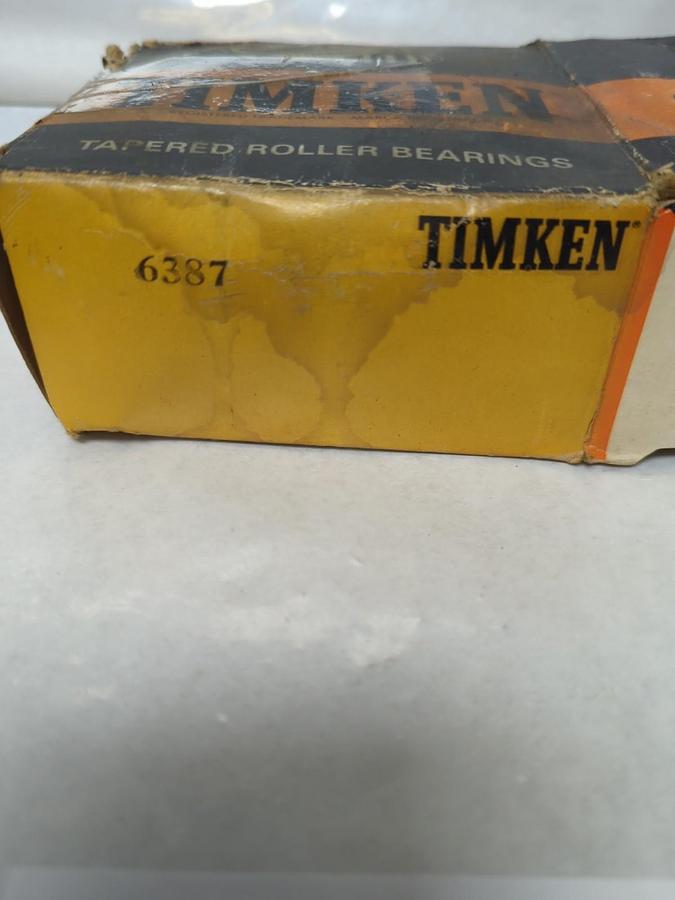 TIMKEN
TAPERED ROLLER BEARINGS
6387
TIMKEN®